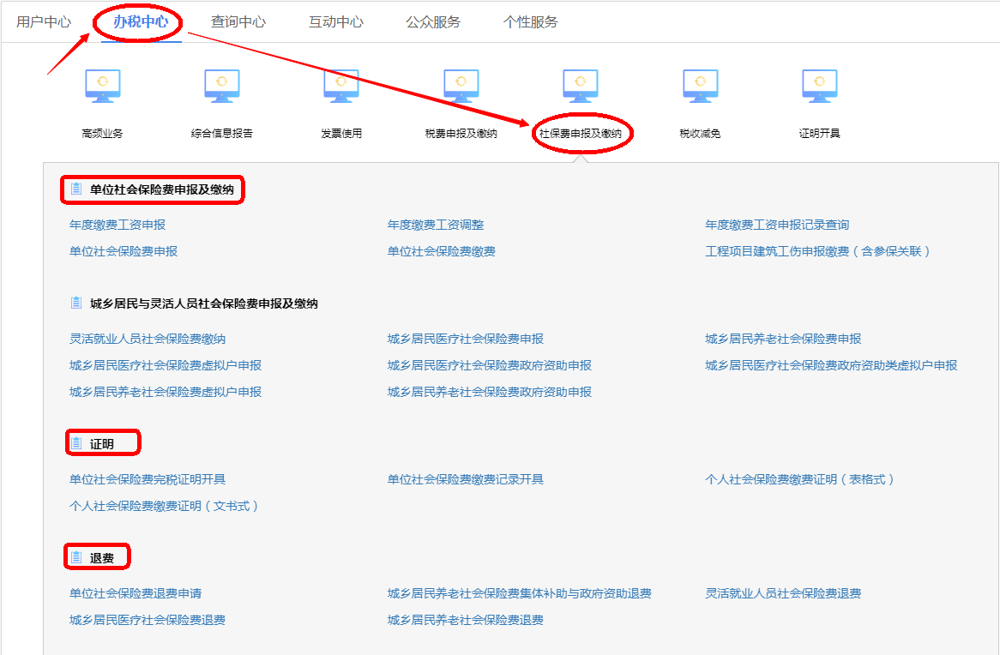 用户中心 办税中心 查询中心 互动中心 公众服务 个性服务
高频业务 综合信息报告 发票使用 税费申报及缴纳 社保费申报及缴纳 税收减免 证明开具
单位社会保险费申报及缴纳
年度缴费工资申报 年度缴费工资调整 年度缴费工资申报记录查询
单位社会保险费申报 单位社会保险费缴费 工程项目建筑工伤申报缴费（含参保关联）
城乡居民与灵活人员社会保险费申报及缴纳
灵活就业人员社会保险费缴纳 城乡居民医疗社会保险费申报 城乡居民养老社会保险费申报
城乡居民医疗社会保险费虚拟户申报 城乡居民医疗社会保险费政府资助申报 城乡居民医疗社会保险费政府资助类虚拟户申报
城乡居民养老社会保险费虚拟户申报 城乡居民养老社会保险费政府资助申报
证明
单位社会保险费完税证明开具 单位社会保险费缴费记录开具 个人社会保险费缴费证明（表格式）
个人社会保险费缴费证明（文书式）
退费
单位社会保险费退费申请 城乡居民养老社会保险费集体补助与政府资助退费 灵活就业人员社会保险费退费
城乡居民医疗社会保险费退费 城乡居民养老社会保险费退费